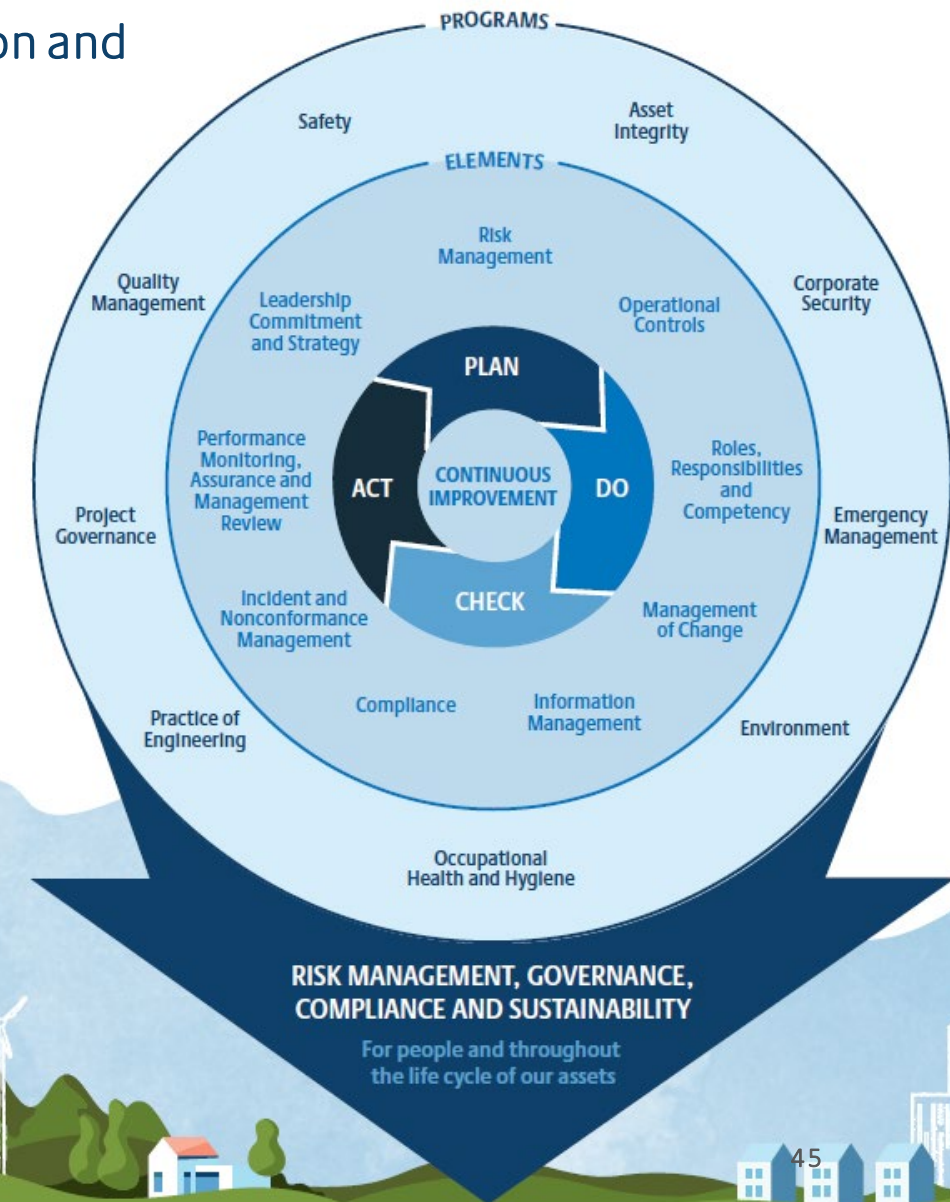 on and
PROGRAMS
Safety
Asset
Integrity
ELEMENTS
Risk
Management
Quality
Management
Corporate
Security
Leadership
Commitment
and Strategy
Operational
Controls
PLAN
Performance
Monitoring,
Assurance and
Management
Review
ACT
CONTINUOUS
IMPROVEMENT
DO
Roles,
Responsibilities
and
Competency
Project
Governance
Emergency
Management
Incident and
Nonconformance
Management
CHECK
Management
of Change
Compliance
Information
Management
Practice of
Engineering
Environment
Occupational
Health and Hygiene
RISK MANAGEMENT, GOVERNANCE,
COMPLIANCE AND SUSTAINABILITY
For people and throughout
the life cycle of our assets
45